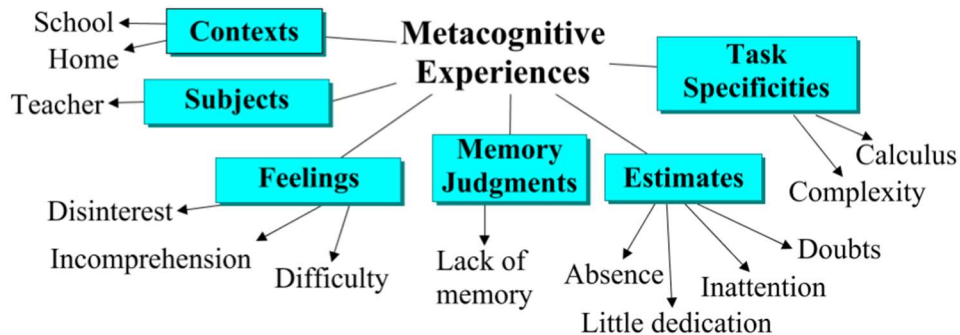 School
Home
Contexts
Metacognitive
Experiences
Task
Specificities
Teacher
Subjects
Calculus
Complexity
Feelings
Memory
Judgments
Estimates
Disinterest
Incomprehension
Difficulty
Lack of
memory
Absence
Little dedication
Inattention
Doubts